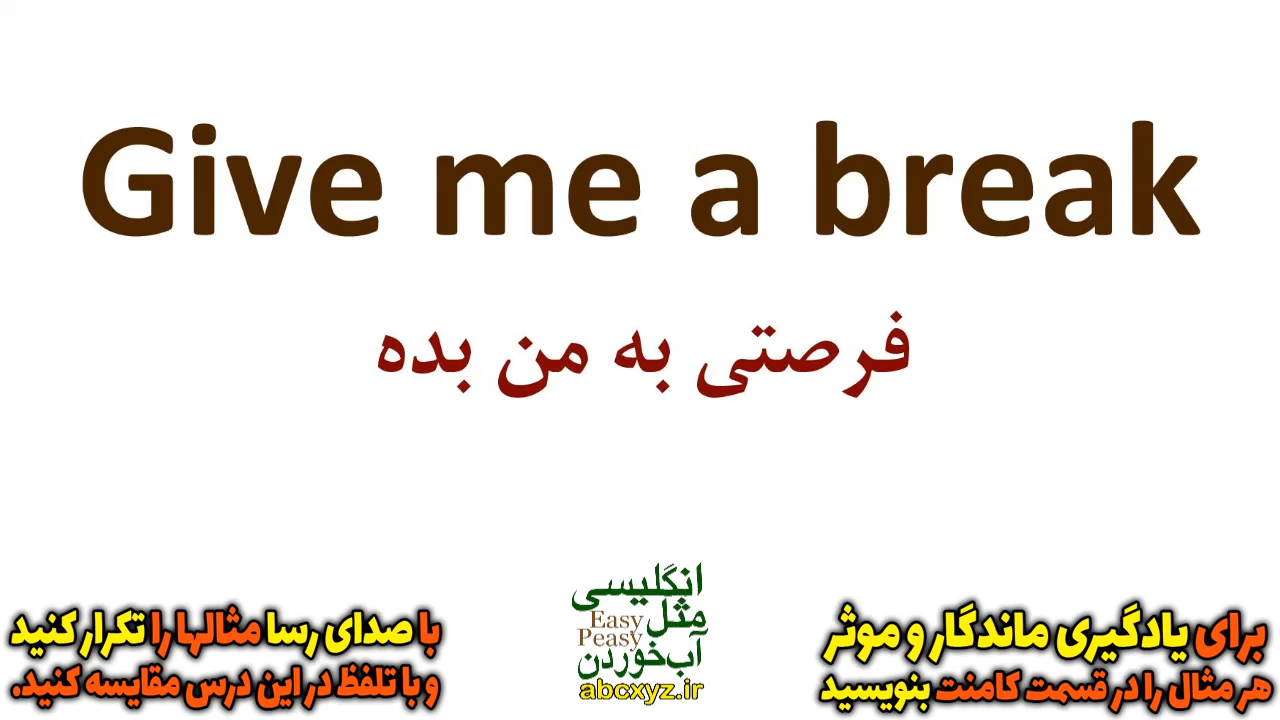 Give me a break
فرصتی به من بده
برای یادگیری ماندگار و موثر
هر مثال را در قسمت کامنت بنویسید
انگلیسی
مثل
Easy
Peasy
آب خوردن
abcxyz.ir
با صدای رسا مثالها را تکرار کنید
و با تلفظ در این درس مقایسه کنید.